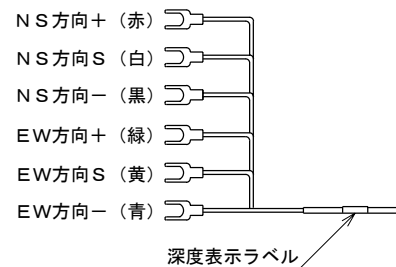 ＮＳ方向＋（赤）
ＮＳ方向Ｓ（白）
ＮＳ方向－（黒）
ＥＷ方向＋（緑）
ＥＷ方向Ｓ（黄）
ＥＷ方向－（青）
深度表示ラベル